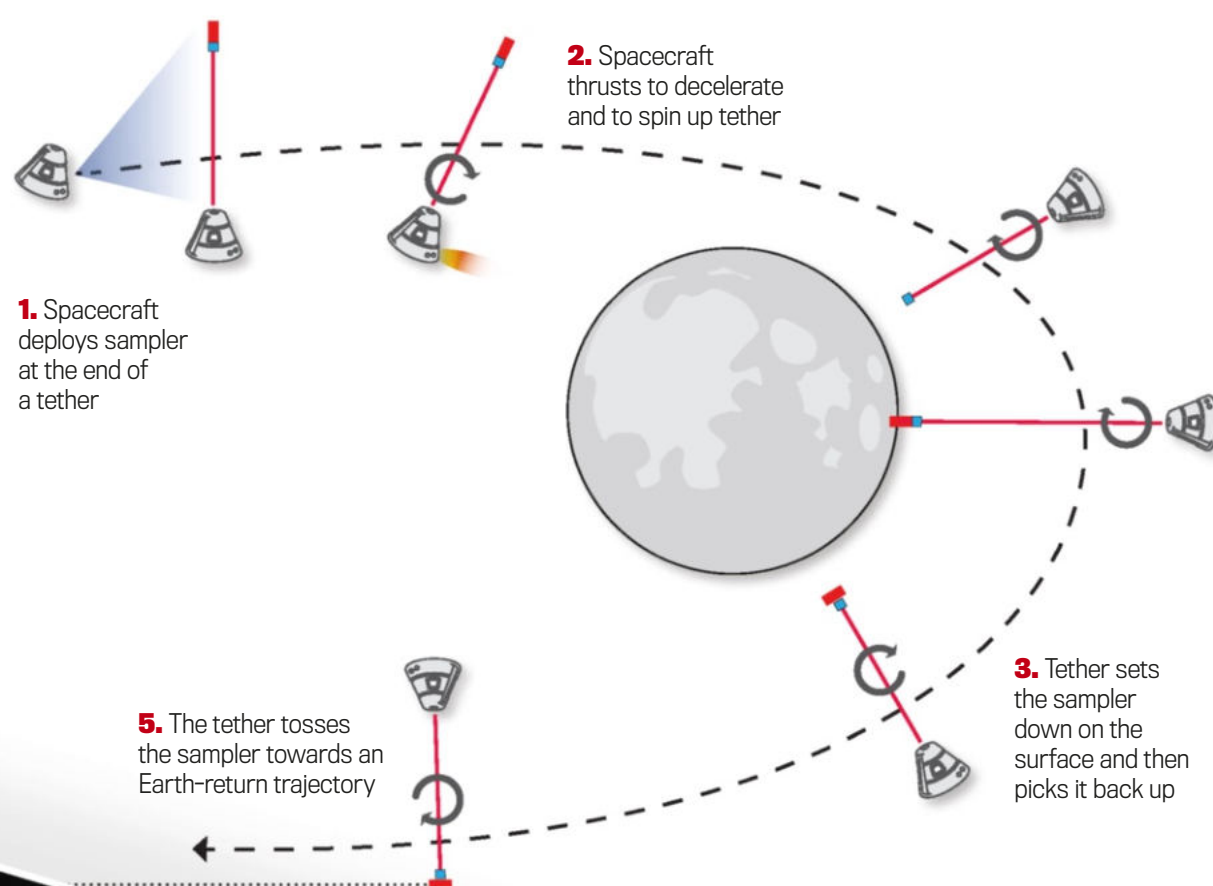 1. Spacecraft
deploys sampler
at the end of
a tether
2. Spacecraft
thrusts to decelerate
and to spin up tether
3. Tether sets
the sampler
down on the
surface and then
picks it back up
5. The tether tosses
the sampler towards an
Earth-return trajectory